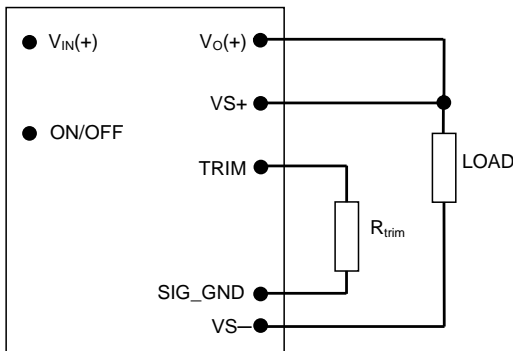 V_IN(+)
V_O(+)
VS+
ON/OFF
TRIM
LOAD
R_trim
SIG_GND
VS─